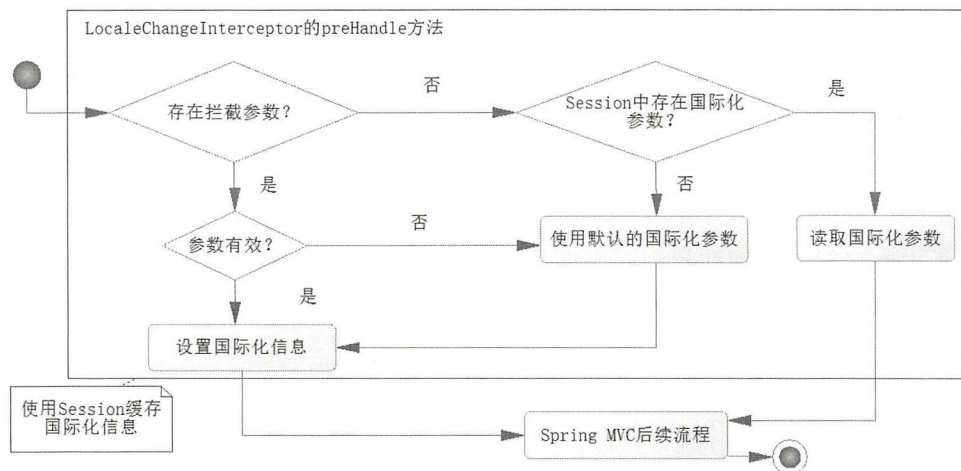 LocaleChangeInterceptor的preHandle方法
存在拦截参数?
否
Session中存在国际化
参数?
是
是
否
参数有效?
否
使用默认的国际化参数
读取国际化参数
是
设置国际化信息
使用Session缓存
国际化信息
Spring MVC后续流程